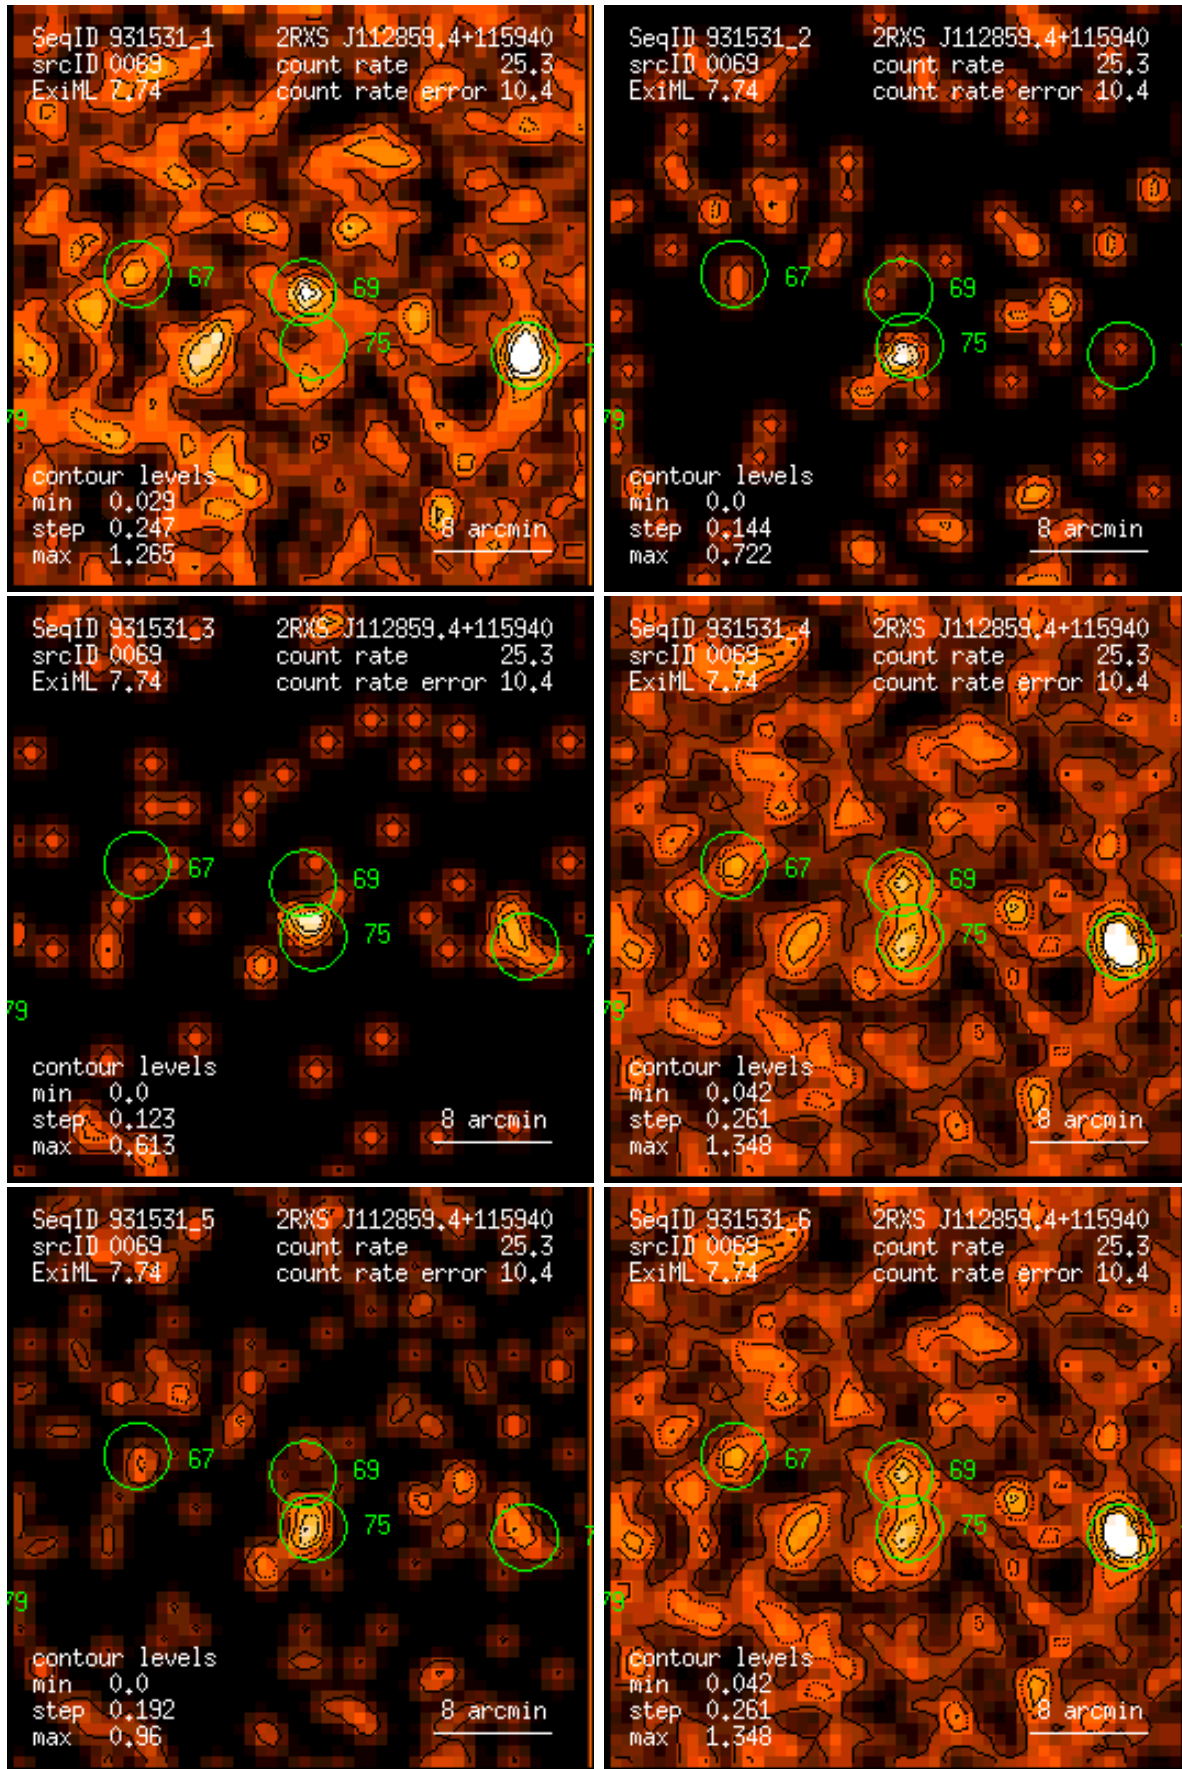 SeqID 931531_1 2RXS J112859.4+115940
srcID 0069 count rate 25.3
ExiML 7.74 count rate error 10.4
67
69
75
7
79
contour levels
min 0.029
step 0.247 8 arcmin
max 1.265
SeqID 931531_2 2RXS J112859.4+115940
srcID 0069 count rate 25.3
ExiML 7.74 count rate error 10.4
67
69
75
79
contour levels
min 0.0
step 0.144 8 arcmin
max 0.722
SeqID 931531_3 2RXS J112859.4+115940
srcID 0069 count rate 25.3
ExiML 7.74 count rate error 10.4
67
69
75
7
79
contour levels
min 0.0
step 0.123 8 arcmin
max 0.613
SeqID 931531_4 2RXS J112859.4+115940
srcID 0069 count rate 25.3
ExiML 7.74 count rate error 10.4
67
69
75
79
contour levels
min 0.042
step 0.261 8 arcmin
max 1.348
SeqID 931531_5 2RXS J112859.4+115940
srcID 0069 count rate 25.3
ExiML 7.74 count rate error 10.4
67
69
75
7
79
contour levels
min 0.0
step 0.192 8 arcmin
max 0.96
SeqID 931531_6 2RXS J112859.4+115940
srcID 0069 count rate 25.3
ExiML 7.74 count rate error 10.4
67
69
75
79
contour levels
min 0.042
step 0.261 8 arcmin
max 1.348